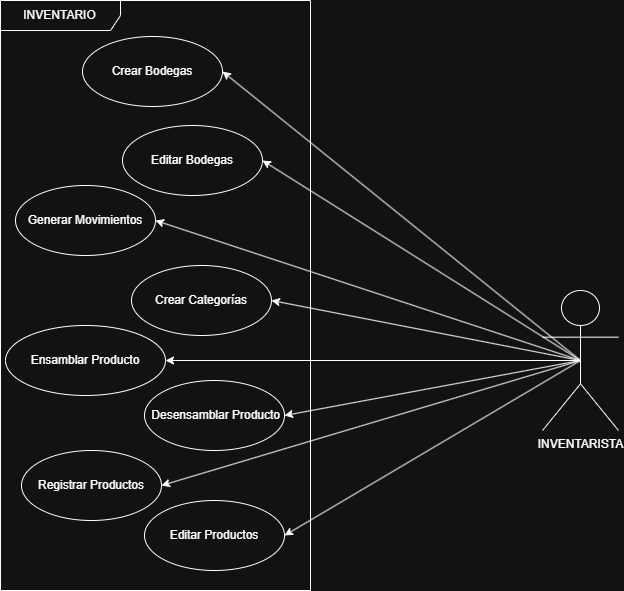 INVENTARIO
Crear Bodegas
Editar Bodegas
Generar Movimientos
Crear Categorías
Ensamblar Producto
Desensamblar Producto
INVENTARISTA
Registrar Productos
Editar Productos